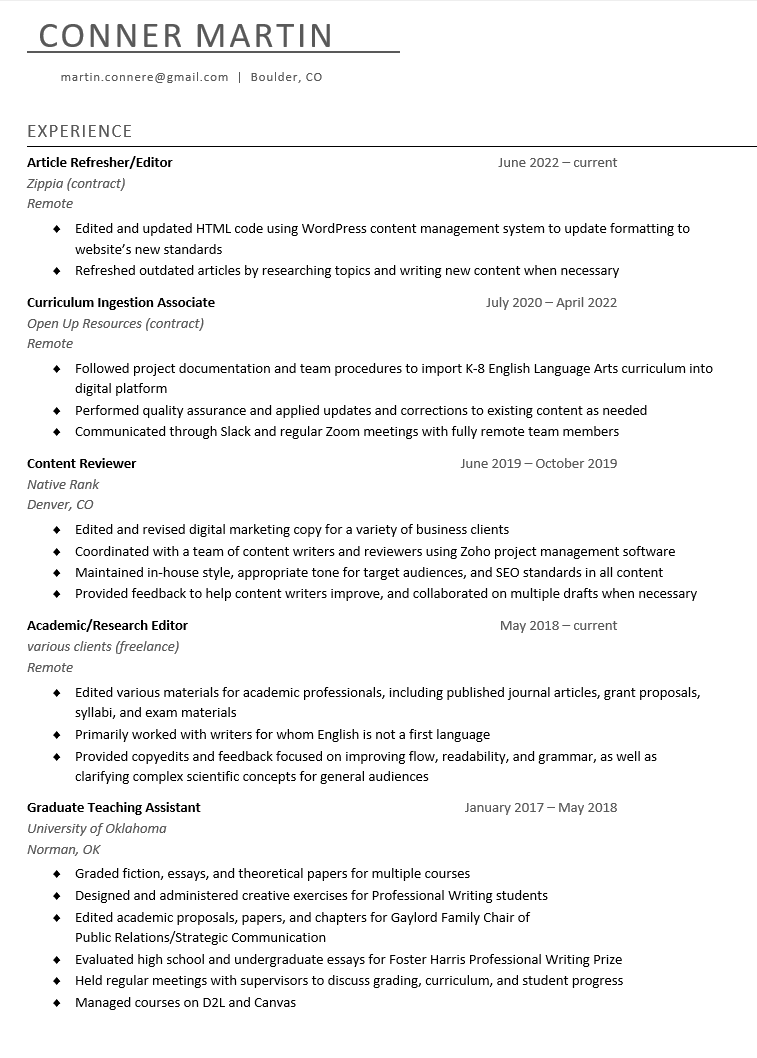 CONNER MARTIN
martin.connere@gmail.com | Boulder, CO
EXPERIENCE
Article Refresher/Editor June 2022 – current
Zippia (contract)
Remote
◆ Edited and updated HTML code using WordPress content management system to update formatting to
website’s new standards
◆ Refreshed outdated articles by researching topics and writing new content when necessary
Curriculum Ingestion Associate July 2020 – April 2022
Open Up Resources (contract)
Remote
◆ Followed project documentation and team procedures to import K-8 English Language Arts curriculum into
digital platform
◆ Performed quality assurance and applied updates and corrections to existing content as needed
◆ Communicated through Slack and regular Zoom meetings with fully remote team members
Content Reviewer June 2019 – October 2019
Native Rank
Denver, CO
◆ Edited and revised digital marketing copy for a variety of business clients
◆ Coordinated with a team of content writers and reviewers using Zoho project management software
◆ Maintained in-house style, appropriate tone for target audiences, and SEO standards in all content
◆ Provided feedback to help content writers improve, and collaborated on multiple drafts when necessary
Academic/Research Editor May 2018 – current
various clients (freelance)
Remote
◆ Edited various materials for academic professionals, including published journal articles, grant proposals,
syllabi, and exam materials
◆ Primarily worked with writers for whom English is not a first language
◆ Provided copyedits and feedback focused on improving flow, readability, and grammar, as well as
clarifying complex scientific concepts for general audiences
Graduate Teaching Assistant January 2017 – May 2018
University of Oklahoma
Norman, OK
◆ Graded fiction, essays, and theoretical papers for multiple courses
◆ Designed and administered creative exercises for Professional Writing students
◆ Edited academic proposals, papers, and chapters for Gaylord Family Chair of
Public Relations/Strategic Communication
◆ Evaluated high school and undergraduate essays for Foster Harris Professional Writing Prize
◆ Held regular meetings with supervisors to discuss grading, curriculum, and student progress
◆ Managed courses on D2L and Canvas